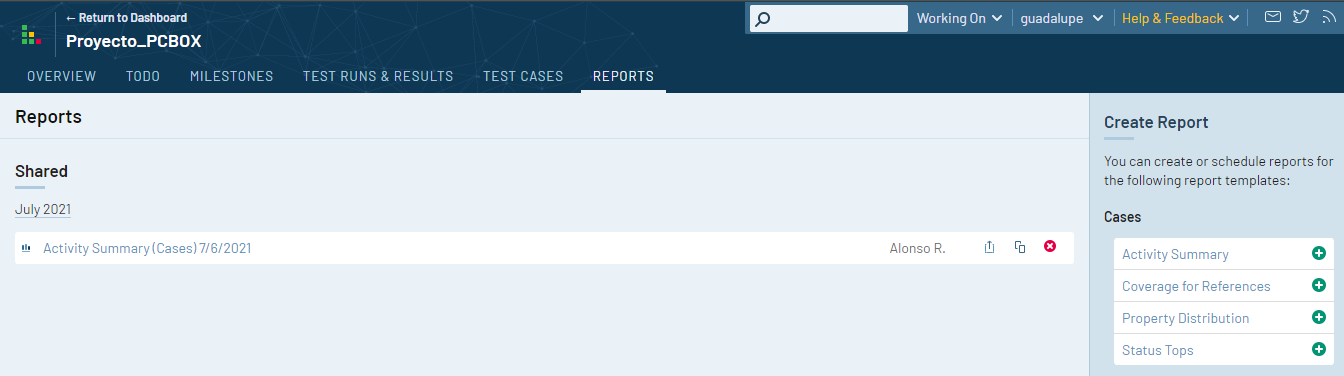 ← Return to Dashboard
Proyecto_PCBOX
Working On
guadalupe
Help & Feedback
OVERVIEW
TODO
MILESTONES
TEST RUNS & RESULTS
TEST CASES
REPORTS
Reports
Shared
July 2021
Activity Summary (Cases) 7/6/2021
Alonso R.
Create Report
You can create or schedule reports for
the following report templates:
Cases
Activity Summary
Coverage for References
Property Distribution
Status Tops